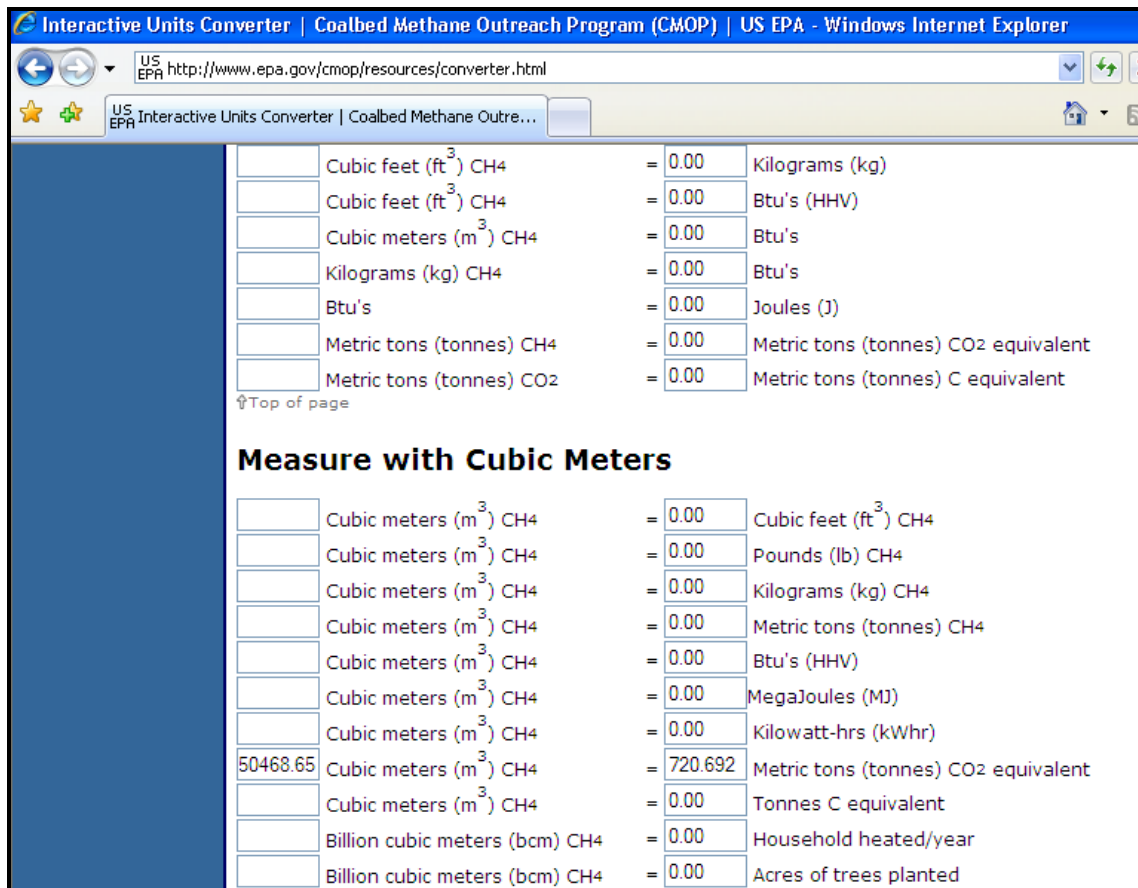 Interactive Units Converter | Coalbed Methane Outreach Program (CMOP) | US EPA - Windows Internet Explorer
US EPA http://www.epa.gov/cmop/resources/converter.html
US EPA Interactive Units Converter | Coalbed Methane Outre...
Cubic feet (ft³) CH4 = 0.00 Kilograms (kg)
Cubic feet (ft³) CH4 = 0.00 Btu's (HHV)
Cubic meters (m³) CH4 = 0.00 Btu's
Kilograms (kg) CH4 = 0.00 Btu's
Btu's = 0.00 Joules (J)
Metric tons (tonnes) CH4 = 0.00 Metric tons (tonnes) CO2 equivalent
Metric tons (tonnes) CO2 = 0.00 Metric tons (tonnes) C equivalent
⇧Top of page
Measure with Cubic Meters
Cubic meters (m³) CH4 = 0.00 Cubic feet (ft³) CH4
Cubic meters (m³) CH4 = 0.00 Pounds (lb) CH4
Cubic meters (m³) CH4 = 0.00 Kilograms (kg) CH4
Cubic meters (m³) CH4 = 0.00 Metric tons (tonnes) CH4
Cubic meters (m³) CH4 = 0.00 Btu's (HHV)
Cubic meters (m³) CH4 = 0.00 MegaJoules (MJ)
Cubic meters (m³) CH4 = 0.00 Kilowatt-hrs (kWhr)
50468.65 Cubic meters (m³) CH4 = 720.692 Metric tons (tonnes) CO2 equivalent
Cubic meters (m³) CH4 = 0.00 Tonnes C equivalent
Billion cubic meters (bcm) CH4 = 0.00 Household heated/year
Billion cubic meters (bcm) CH4 = 0.00 Acres of trees planted